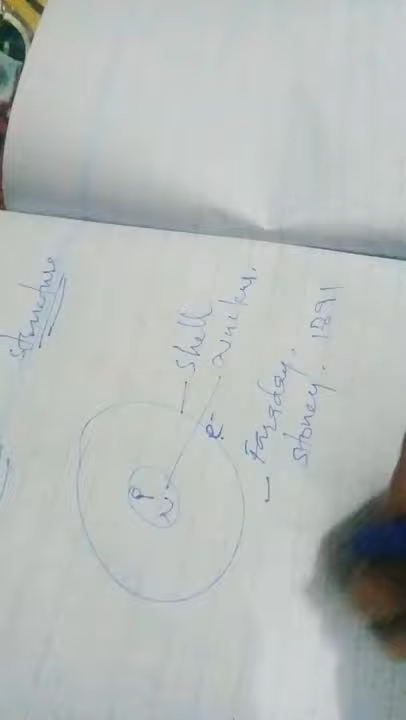 Structure
Shell
Nucleus.
e-
P
N
- Faraday.
Stoney. 1891